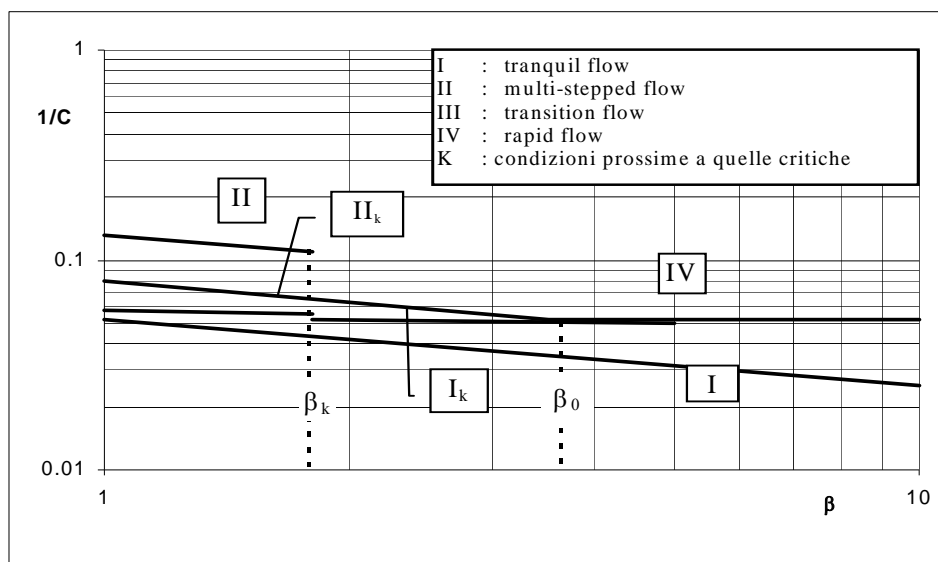 1
I : tranquil flow
II : multi-stepped flow
III : transition flow
IV : rapid flow
K : condizioni prossime a quelle critiche
1/C
II
IIk
0.1
IV
Ik
I
βk
β0
0.01
1
10
β